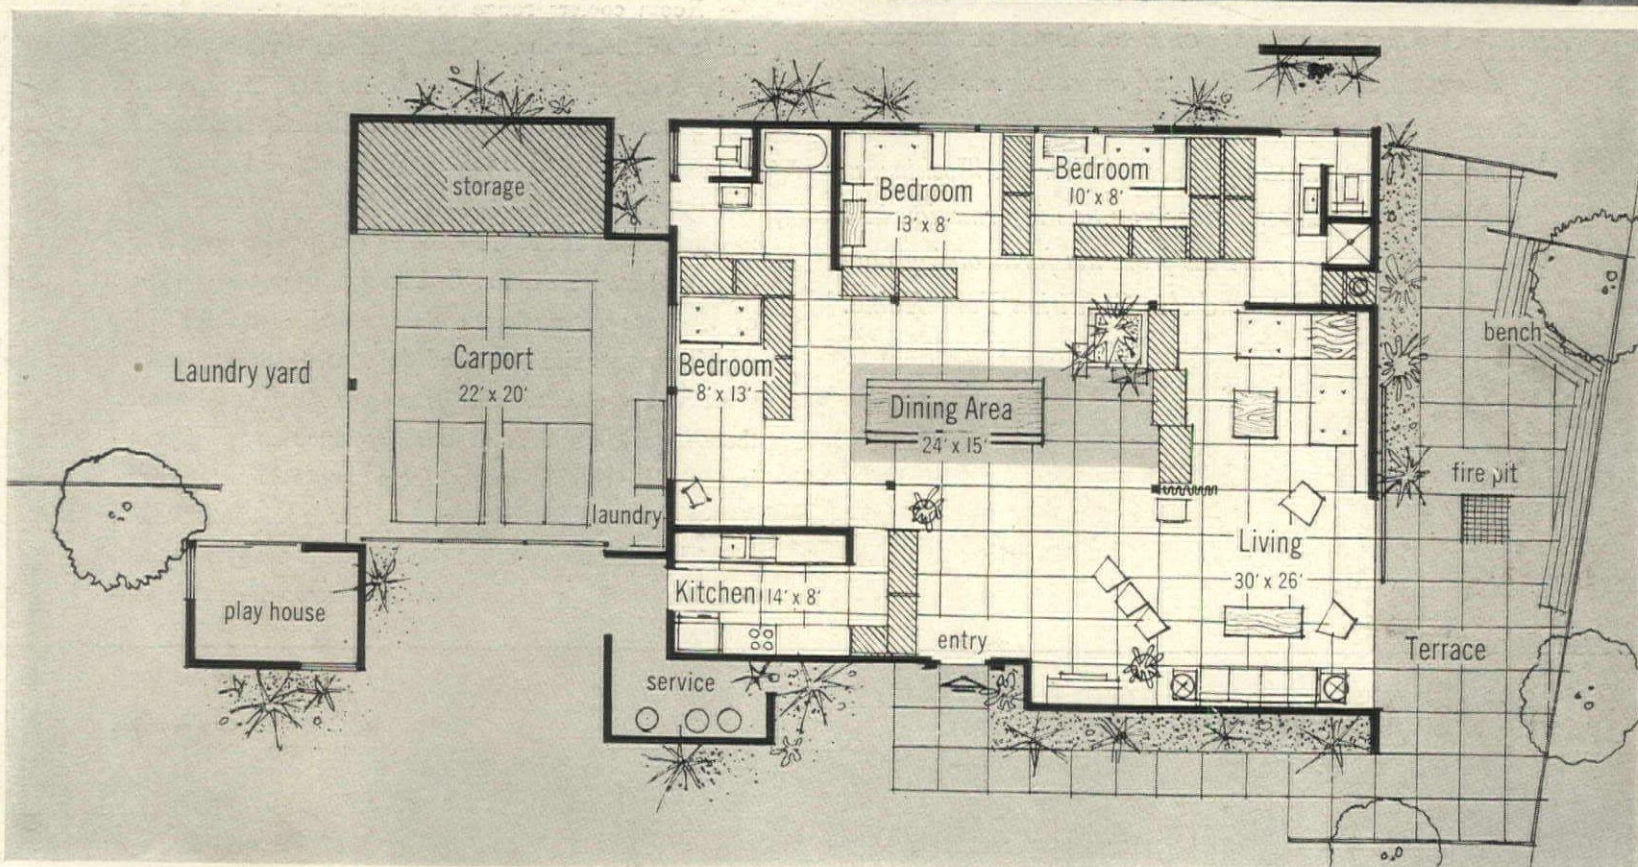 storage
Bedroom
13' x 8'
Bedroom
10' x 8'
Laundry yard
Carport
22' x 20'
Bedroom
8' x 13'
Dining Area
24' x 15'
bench
fire pit
laundry
Living
30' x 26'
Kitchen 14' x 8'
play house
entry
Terrace
service